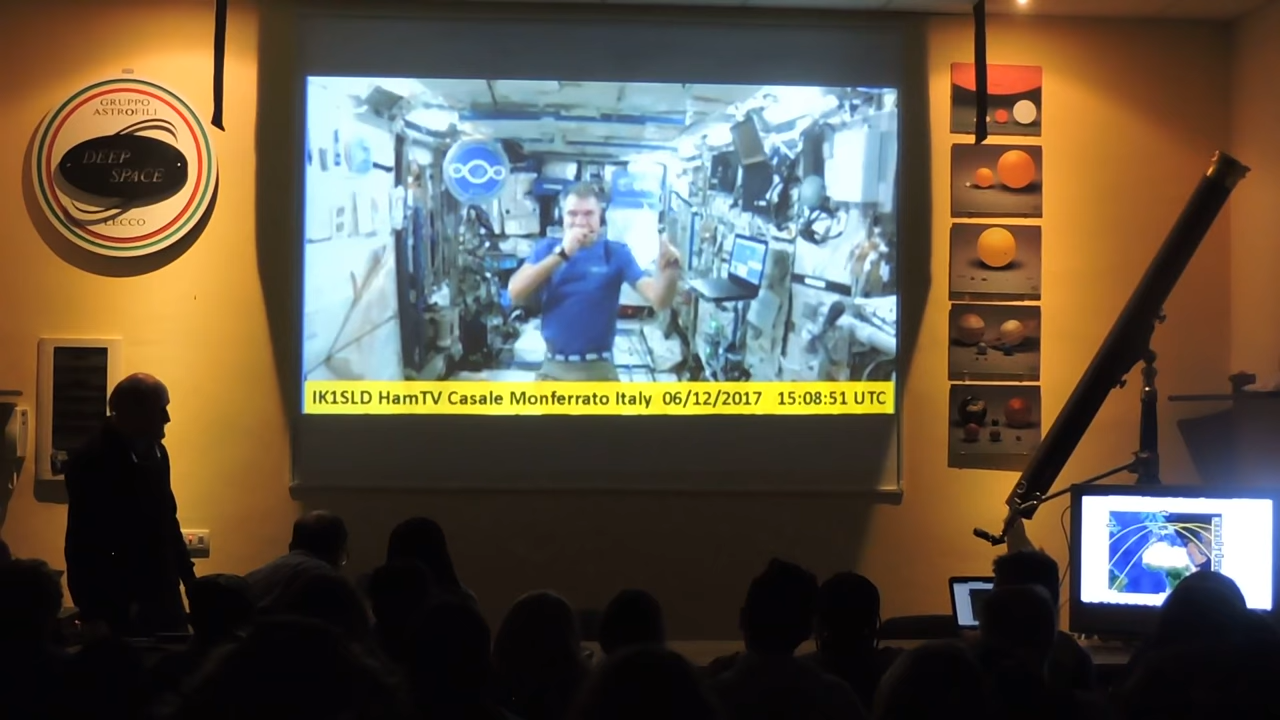 GRUPPO
ASTROFILI
DEEP
SPACE
LECCO
IK1SLD HamTV Casale Monferrato Italy 06/12/2017 15:08:51 UTC